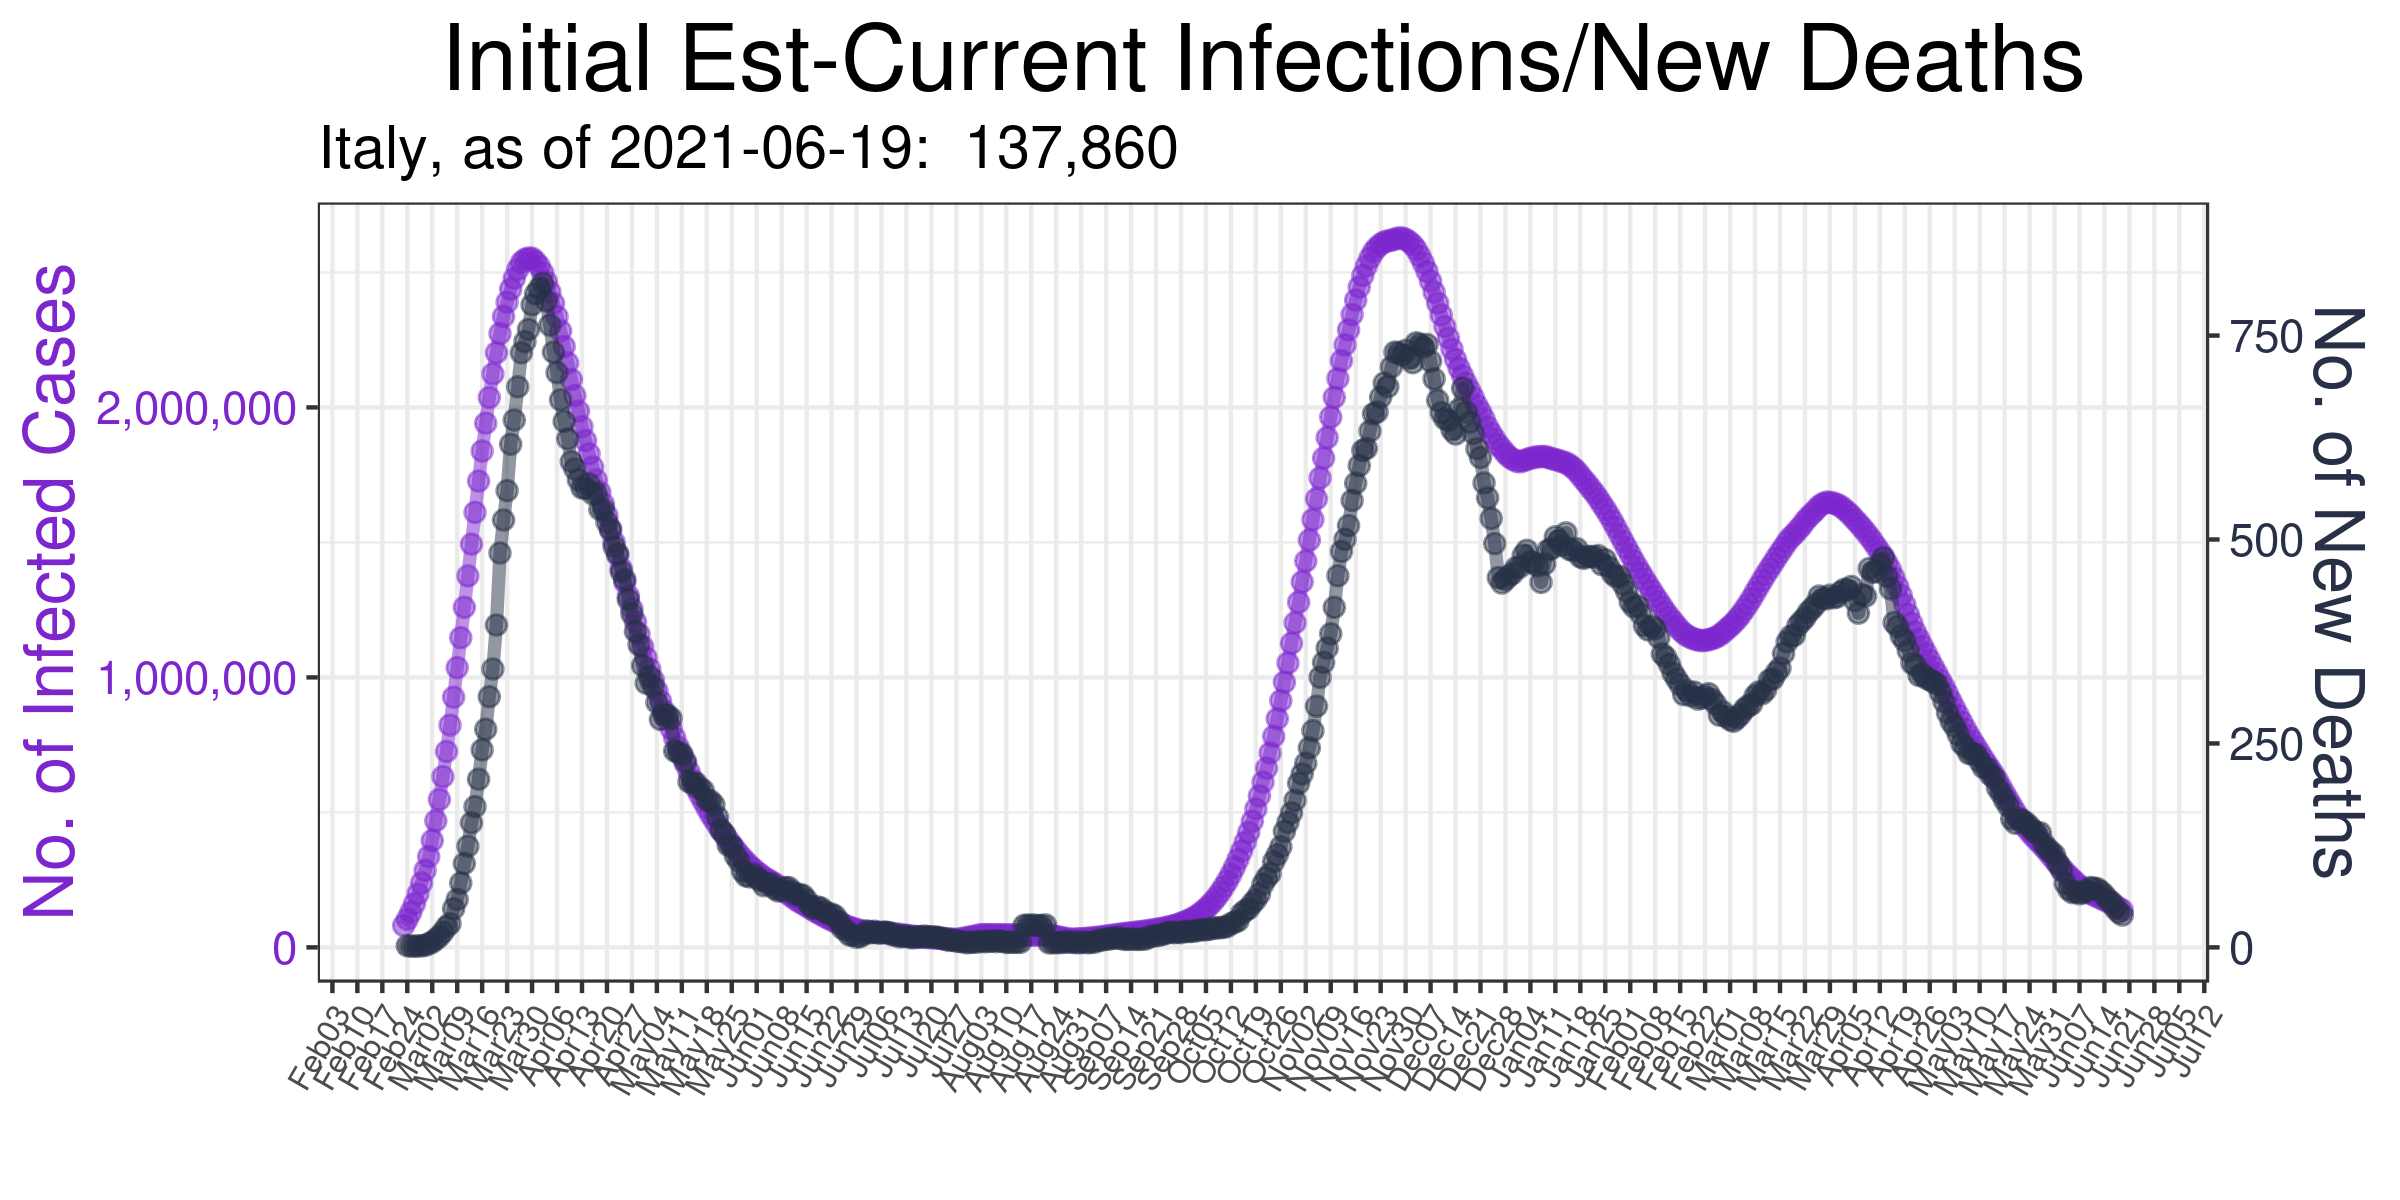 Initial Est-Current Infections/New Deaths
Italy, as of 2021-06-19: 137,860
No. of Infected Cases
2,000,000
1,000,000
0
750
500
250
0
No. of New Deaths
Feb03
Feb10
Feb17
Feb24
Mar02
Mar09
Mar16
Mar23
Mar30
Apr06
Apr13
Apr20
Apr27
May04
May11
May18
May25
Jun01
Jun08
Jun15
Jun22
Jun29
Jul06
Jul13
Jul20
Jul27
Aug03
Aug10
Aug17
Aug24
Aug31
Sep07
Sep14
Sep21
Sep28
Oct05
Oct12
Oct19
Oct26
Nov02
Nov09
Nov16
Nov23
Nov30
Dec07
Dec14
Dec21
Dec28
Jan04
Jan11
Jan18
Jan25
Feb01
Feb08
Feb15
Feb22
Mar01
Mar08
Mar15
Mar22
Mar29
Apr05
Apr12
Apr19
Apr26
May03
May10
May17
May24
May31
Jun07
Jun14
Jun21
Jun28
Jul05
Jul12